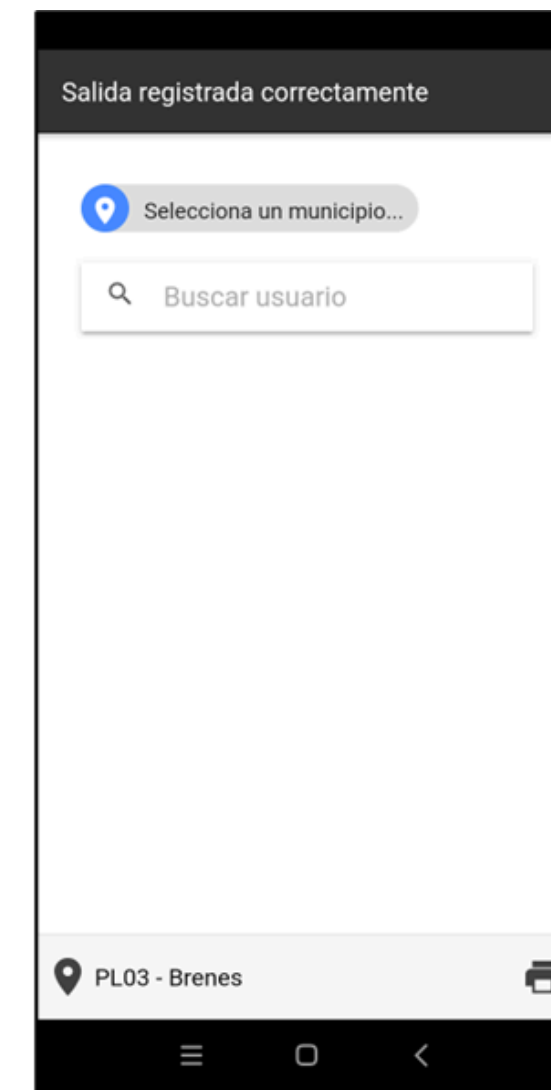 Salida registrada correctamente
Selecciona un municipio...
Buscar usuario
PL03 - Brenes